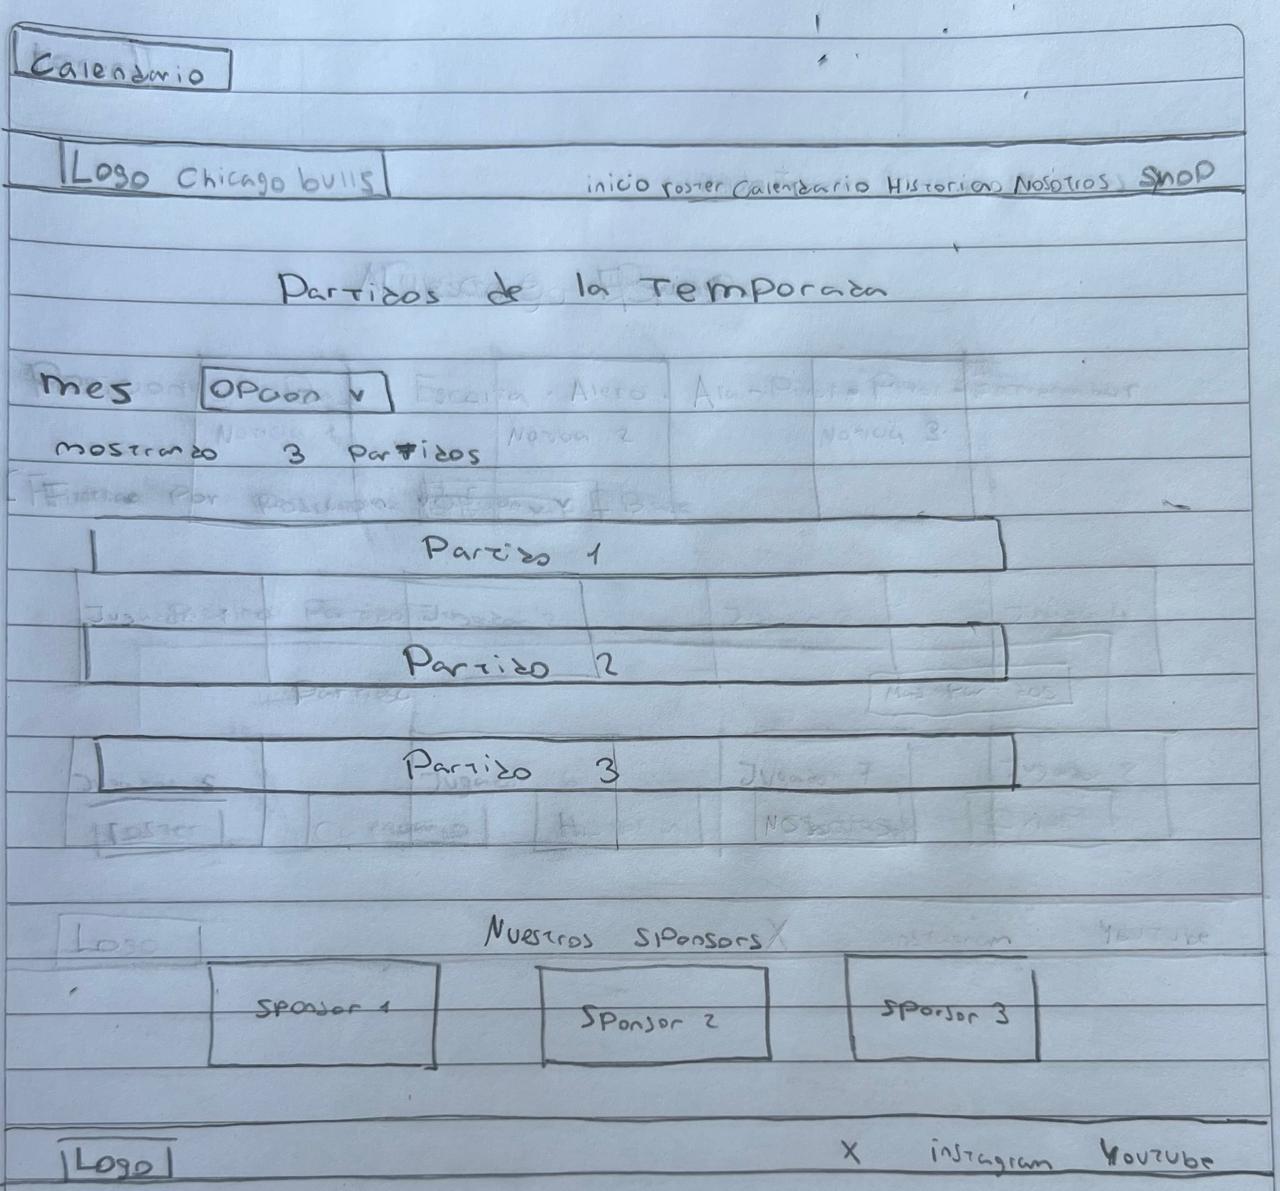 Calendario
Logo Chicago bulls inicio roster Calendario Historia Nosotros Shop
Partidos de la Temporada
mes Opcion v
mostrando 3 partidos
Partido 1
Partido 2
Partido 3
Nuestros Sponsors
Sponsor 1 Sponsor 2 Sponsor 3
Logo X instagram Youtube